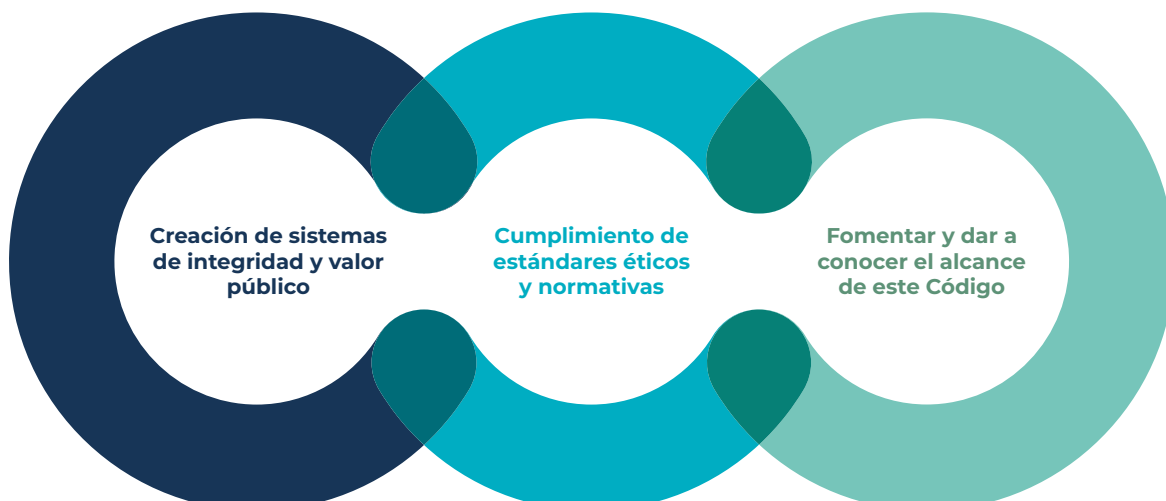 Creación de sistemas
de integridad y valor
público
Cumplimiento de
estándares éticos
y normativas
Fomentar y dar a
conocer el alcance
de este Código